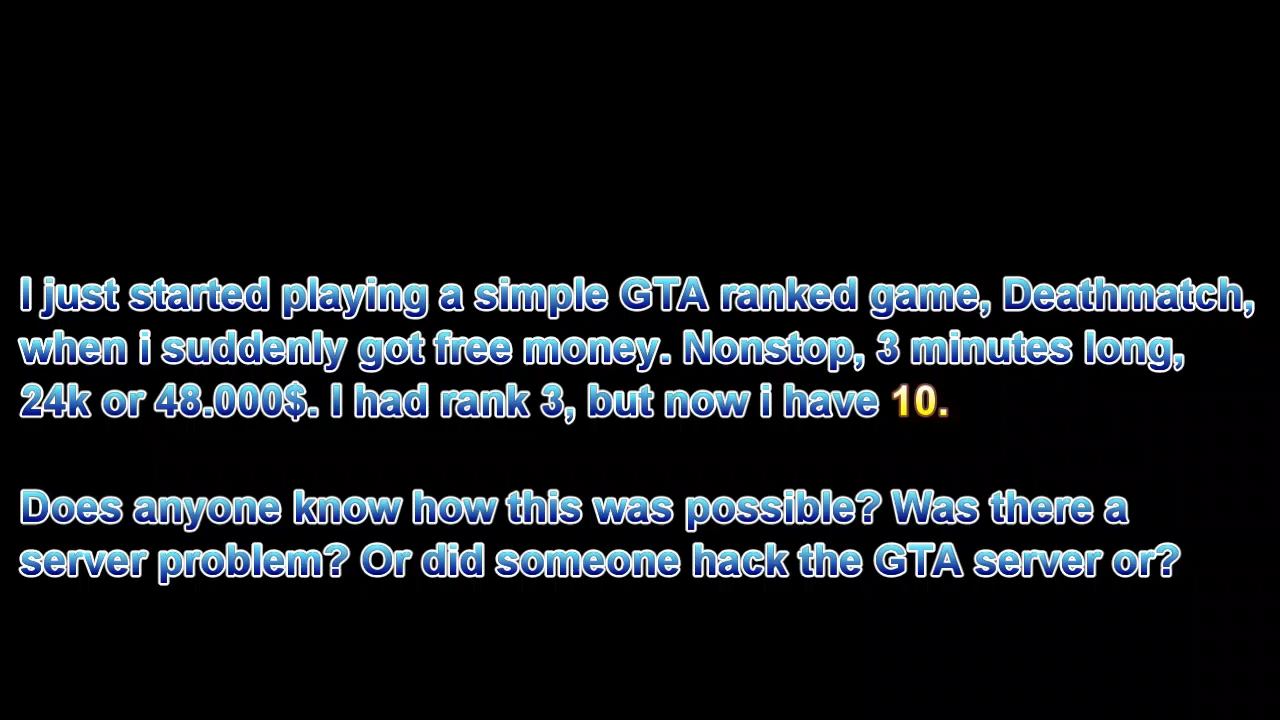 I just started playing a simple GTA ranked game, Deathmatch,
when i suddenly got free money. Nonstop, 3 minutes long,
24k or 48.000$. I had rank 3, but now i have 10.
Does anyone know how this was possible? Was there a
server problem? Or did someone hack the GTA server or?